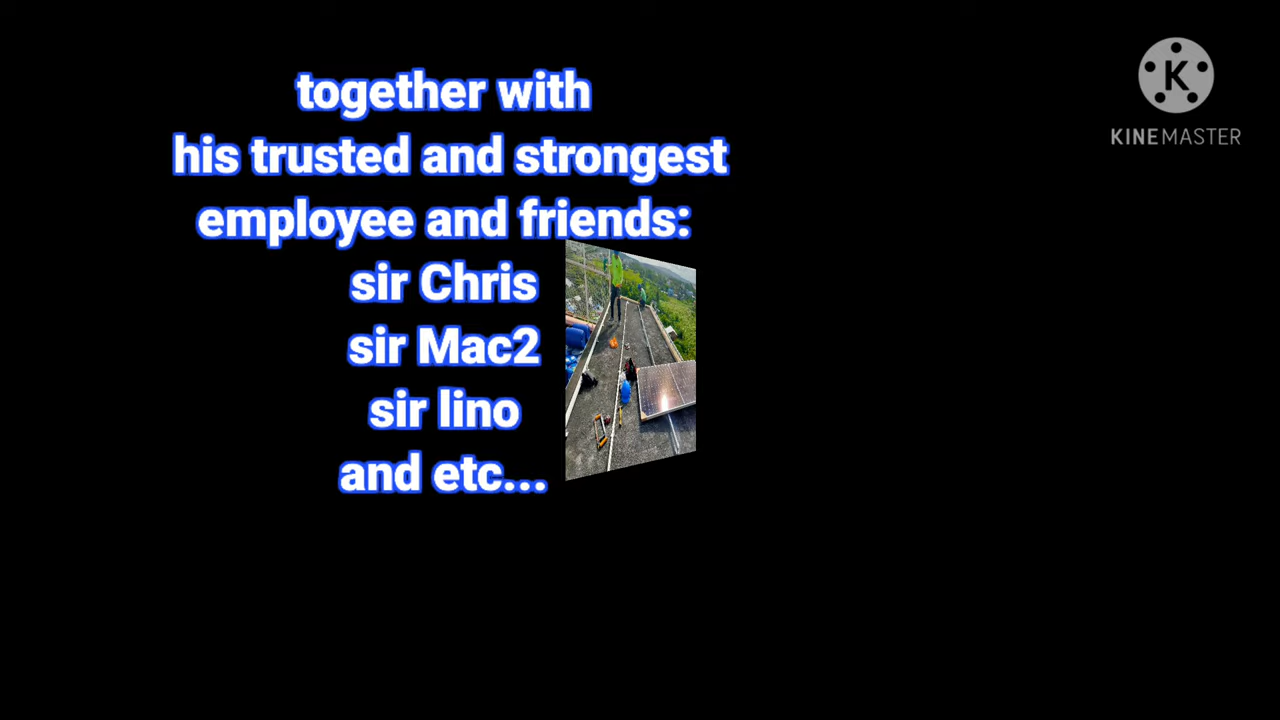 together with
his trusted and strongest
employee and friends:
sir Chris
sir Mac2
sir lino
and etc...
K
KINEMASTER